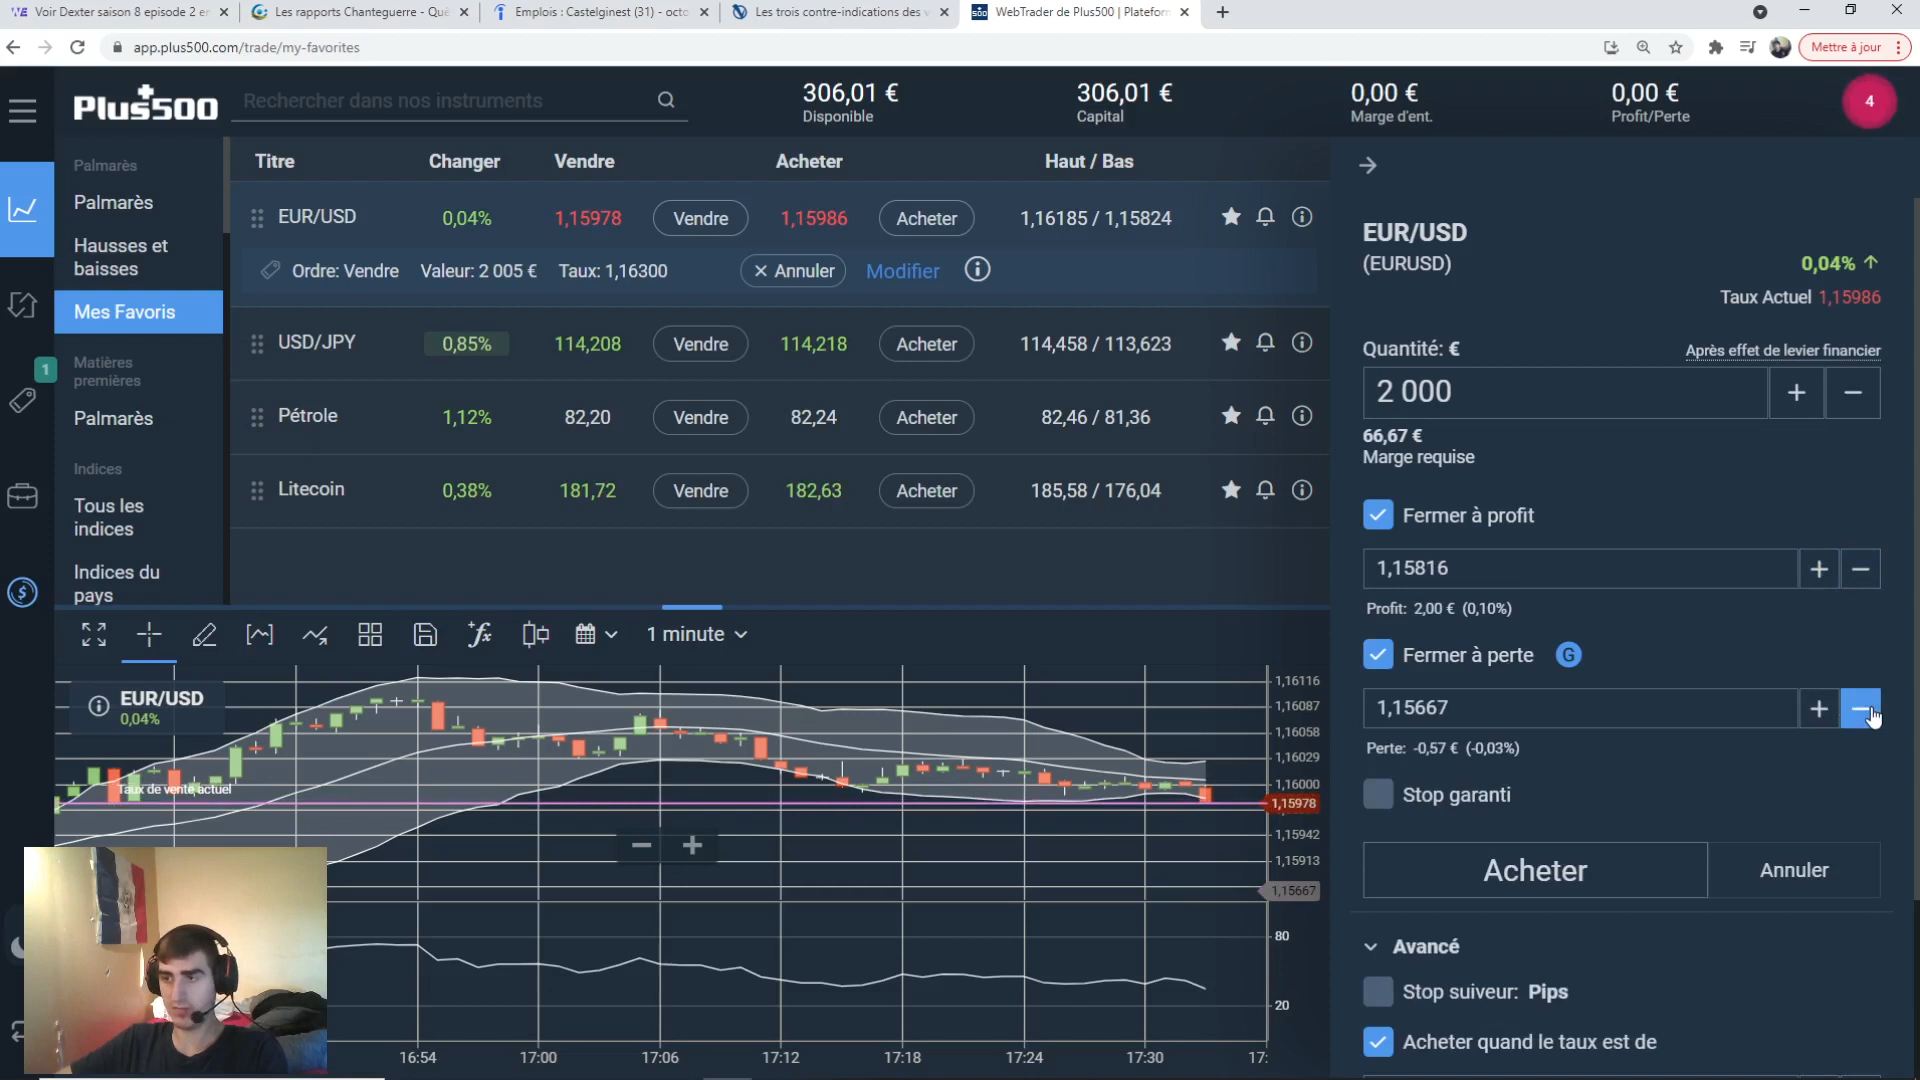 Voir Dexter saison 8 episode 2 en
Les rapports Chanteguerre - Qué
Emplois : Castelginest (31) - octo
Les trois contre-indications des v
WebTrader de Plus500 | Platefor
app.plus500.com/trade/my-favorites
Mettre à jour
Plus500
Rechercher dans nos instruments
306,01 €
Disponible
306,01 €
Capital
0,00 €
Marge d'ent.
0,00 €
Profit/Perte
4
Palmarès
Palmarès
Hausses et
baisses
Mes Favoris
Matières
premières
Palmarès
Indices
Tous les
indices
Indices du
pays
1
Titre Changer Vendre Acheter Haut / Bas
EUR/USD 0,04% 1,15978 Vendre 1,15986 Acheter 1,16185 / 1,15824
Ordre: Vendre Valeur: 2 005 € Taux: 1,16300 Annuler Modifier
USD/JPY 0,85% 114,208 Vendre 114,218 Acheter 114,458 / 113,623
Pétrole 1,12% 82,20 Vendre 82,24 Acheter 82,46 / 81,36
Litecoin 0,38% 181,72 Vendre 182,63 Acheter 185,58 / 176,04
1 minute
EUR/USD
0,04%
Taux de vente actuel
1,16116
1,16087
1,16058
1,16029
1,16000
1,15978
1,15942
1,15913
1,15667
80
20
16:54 17:00 17:06 17:12 17:18 17:24 17:30 17:
EUR/USD
(EURUSD)
0,04%
Taux Actuel 1,15986
Quantité: €
Après effet de levier financier
2 000
66,67 €
Marge requise
Fermer à profit
1,15816
Profit: 2,00 € (0,10%)
Fermer à perte G
1,15667
Perte: -0,57 € (-0,03%)
Stop garanti
Acheter
Annuler
Avancé
Stop suiveur: Pips
Acheter quand le taux est de